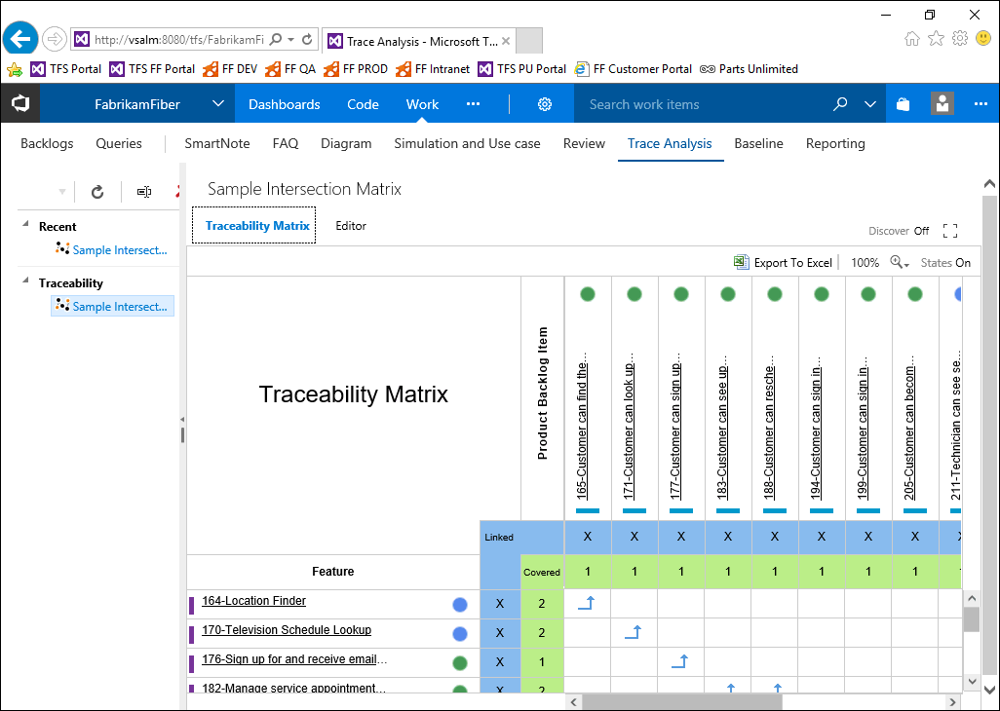 http://vsalm:8080/tfs/FabrikamFi
Trace Analysis - Microsoft T...
TFS Portal TFS FF Portal FF DEV FF QA FF PROD FF Intranet TFS PU Portal FF Customer Portal Parts Unlimited
FabrikamFiber Dashboards Code Work ... Search work items ...
Backlogs Queries SmartNote FAQ Diagram Simulation and Use case Review Trace Analysis Baseline Reporting
Sample Intersection Matrix
Recent
Sample Intersect...
Traceability
Sample Intersect...
Traceability Matrix Editor
Discover Off
Export To Excel 100% States On
Traceability Matrix
Product Backlog Item
165-Customer can find the...
171-Customer can look up...
177-Customer can sign up...
183-Customer can see up...
188-Customer can resche...
194-Customer can sign in...
199-Customer can sign in...
205-Customer can becom...
211-Technician can see se...
Linked X X X X X X X X X
Feature Covered 1 1 1 1 1 1 1 1
164-Location Finder X 2
170-Television Schedule Lookup X 2
176-Sign up for and receive email... X 1
182-Manage service appointment... X 2